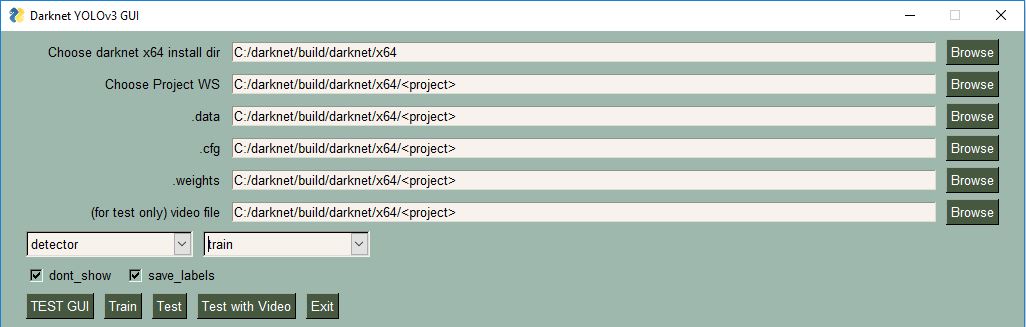 Darknet YOLOv3 GUI
Choose darknet x64 install dir C:/darknet/build/darknet/x64 Browse
Choose Project WS C:/darknet/build/darknet/x64/<project> Browse
.data C:/darknet/build/darknet/x64/<project> Browse
.cfg C:/darknet/build/darknet/x64/<project> Browse
.weights C:/darknet/build/darknet/x64/<project> Browse
(for test only) video file C:/darknet/build/darknet/x64/<project> Browse
detector train
dont_show save_labels
TEST GUI Train Test Test with Video Exit